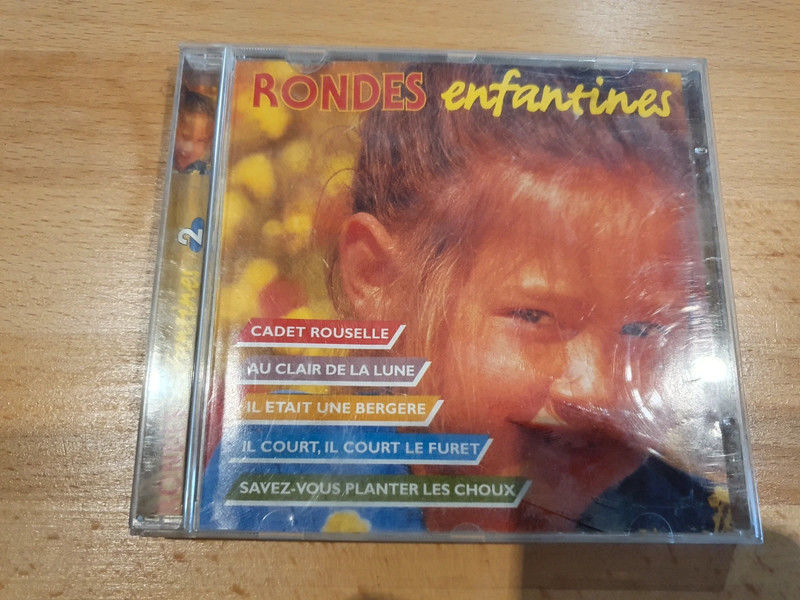 RONDES enfantines
CADET ROUSELLE
AU CLAIR DE LA LUNE
IL ETAIT UNE BERGERE
IL COURT, IL COURT LE FURET
SAVEZ-VOUS PLANTER LES CHOUX
2